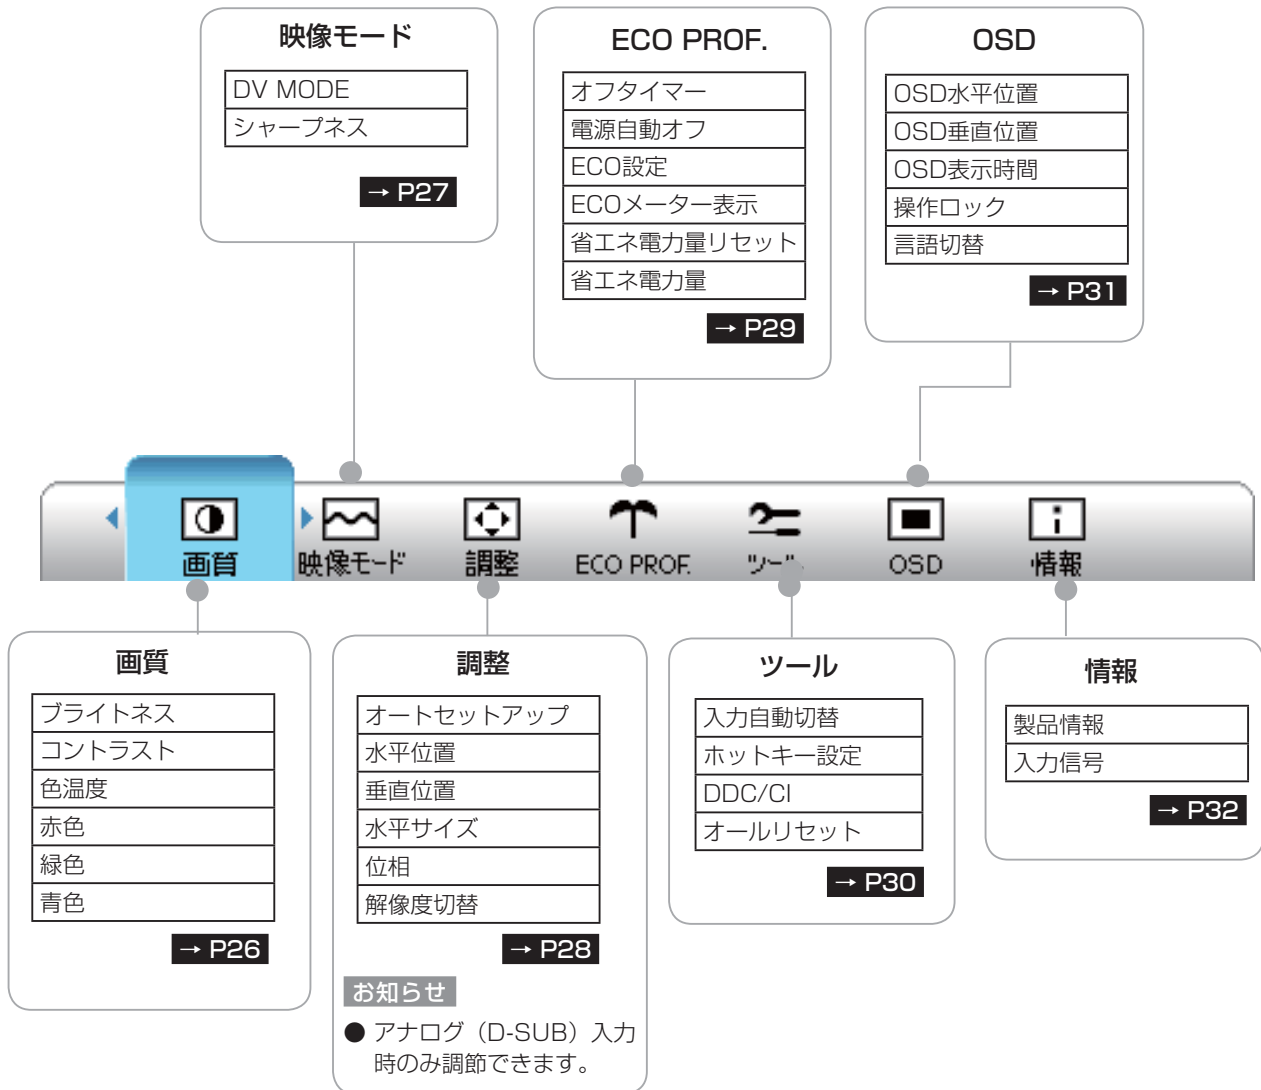 映像モード
DV MODE
シャープネス
→ P27
ECO PROF.
オフタイマー
電源自動オフ
ECO設定
ECOメーター表示
省エネ電力量リセット
省エネ電力量
→ P29
OSD
OSD水平位置
OSD垂直位置
OSD表示時間
操作ロック
言語切替
→ P31
画質
映像モード
調整
ECO PROF.
ツール
OSD
情報
画質
ブライトネス
コントラスト
色温度
赤色
緑色
青色
→ P26
調整
オートセットアップ
水平位置
垂直位置
水平サイズ
位相
解像度切替
→ P28
お知らせ
● アナログ（D-SUB）入力
時のみ調節できます。
ツール
入力自動切替
ホットキー設定
DDC/CI
オールリセット
→ P30
情報
製品情報
入力信号
→ P32